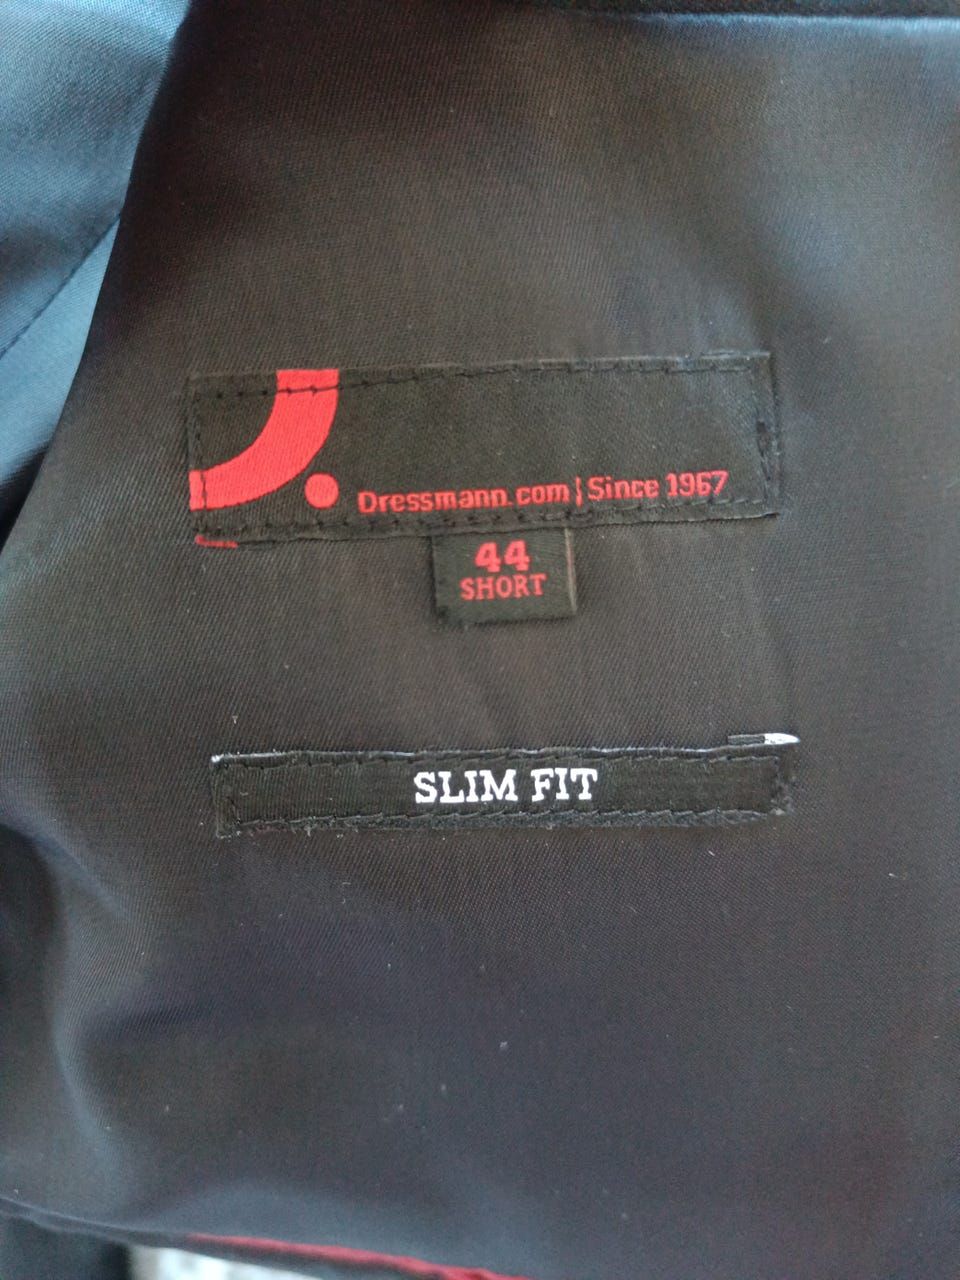 Dressmann.com | Since 1967
44
SHORT
SLIM FIT